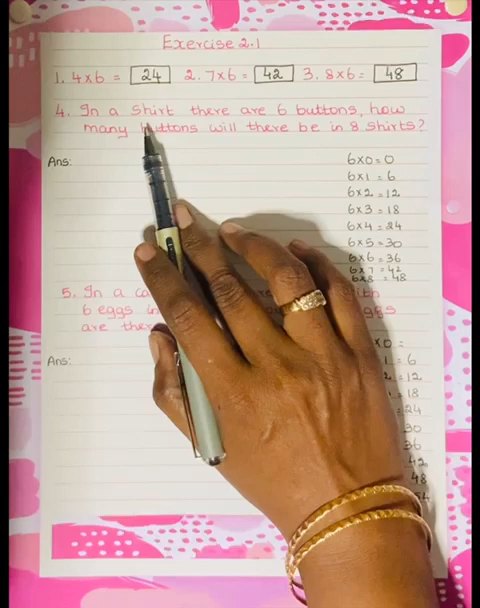 Exercise 2.1
1. 4x6 = 24 2. 7x6 = 42 3. 8x6 = 48
4. In a shirt there are 6 buttons, how
many buttons will there be in 8 shirts?
Ans:
6x0=0
6x1=6
6x2=12
6x3=18
6x4=24
6x5=30
6x6=36
6x7=42
6x8=48
5. In a
6 eggs
are
Ans:
x0=
=6
=12
18
24
30
36
42
48